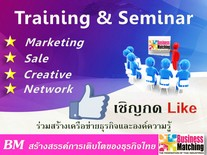 Training & Seminar
Marketing
Sale
Creative
Network
Business Matching
เชิญกด Like
ร่วมสร้างเครือข่ายธุรกิจและองค์ความรู้
BM สร้างสรรค์การเติบโตของธุรกิจไทย
Business Matching